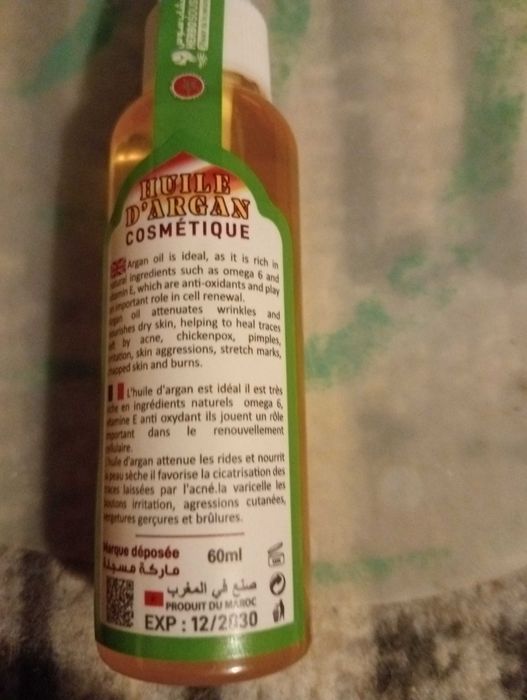 HUILE
D'ARGAN
COSMÉTIQUE
Argan oil is ideal, as it is rich in
natural ingredients such as omega 6 and
vitamin E, which are anti-oxidants and play
an important role in cell renewal.
Argan oil attenuates wrinkles and
nourishes dry skin, helping to heal traces
left by acne, chickenpox, pimples,
irritation, skin aggressions, stretch marks,
chapped skin and burns.
L'huile d'argan est idéal il est très
riche en ingrédients naturels omega 6,
vitamine E anti oxydant ils jouent un rôle
important dans le renouvellement
cellulaire.
L'huile d'argan attenue les rides et nourrit
la peau sèche il favorise la cicatrisation des
traces laissées par l'acné.la varicelle les
boutons irritation, agressions cutanées,
vergetures gerçures et brûlures.
Marque déposée 60ml
ماركة مسجلة
صنع في المغرب
PRODUIT DU MAROC
EXP : 12/2030